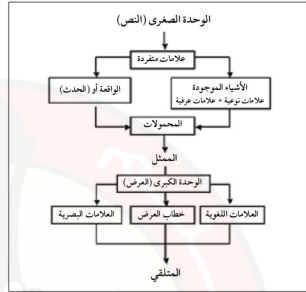 الوحدة الصغرى (النص)
علامات متفردة
الأشياء الموجودة
علامات نوعية + علامات عرفية
الواقعة أو (الحدث)
المحمولات
الممثل
الوحدة الكبرى (العرض)
العلامات اللغوية
خطاب العرض
العلامات البصرية
المتلقي